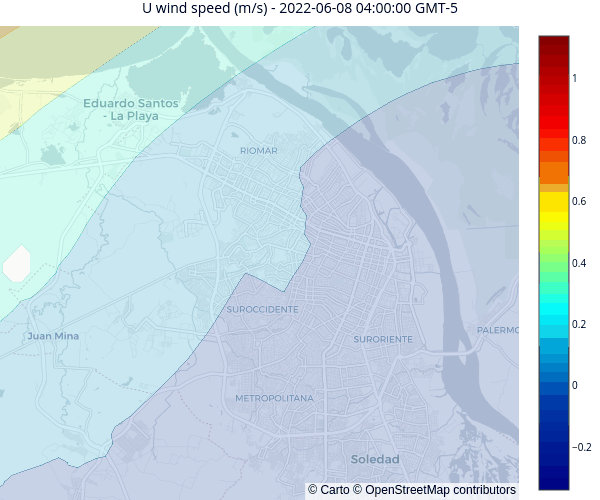 U wind speed (m/s) - 2022-06-08 04:00:00 GMT-5
1
0.8
0.6
0.4
0.2
0
−0.2
Eduardo Santos
- La Playa
RIOMAR
SUROCCIDENTE
Juan Mina
SURORIENTE
PALERMO
METROPOLITANA
Soledad
© Carto © OpenStreetMap contributors